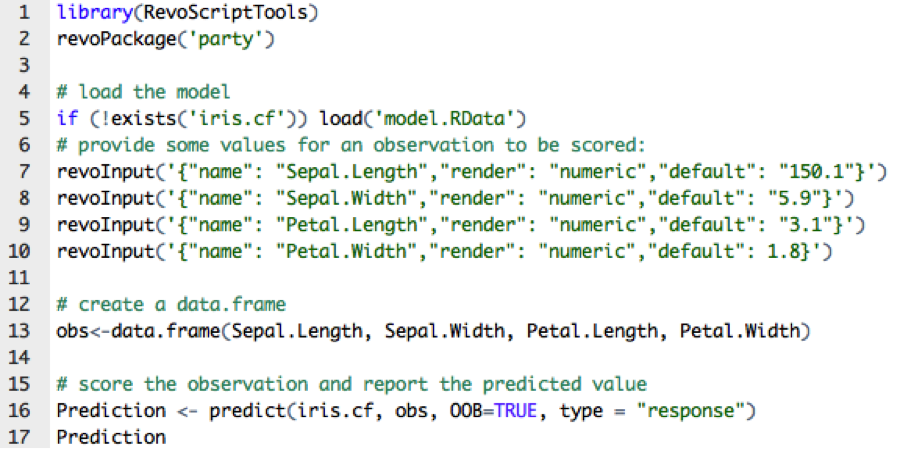 1 library(RevoScriptTools)
2 revoPackage('party')
3
4 # load the model
5 if (!exists('iris.cf')) load('model.RData')
6 # provide some values for an observation to be scored:
7 revoInput('{"name": "Sepal.Length","render": "numeric","default": "150.1"}')
8 revoInput('{"name": "Sepal.Width","render": "numeric","default": "5.9"}')
9 revoInput('{"name": "Petal.Length","render": "numeric","default": "3.1"}')
10 revoInput('{"name": "Petal.Width","render": "numeric","default": 1.8}')
11
12 # create a data.frame
13 obs<-data.frame(Sepal.Length, Sepal.Width, Petal.Length, Petal.Width)
14
15 # score the observation and report the predicted value
16 Prediction <- predict(iris.cf, obs, OOB=TRUE, type = "response")
17 Prediction